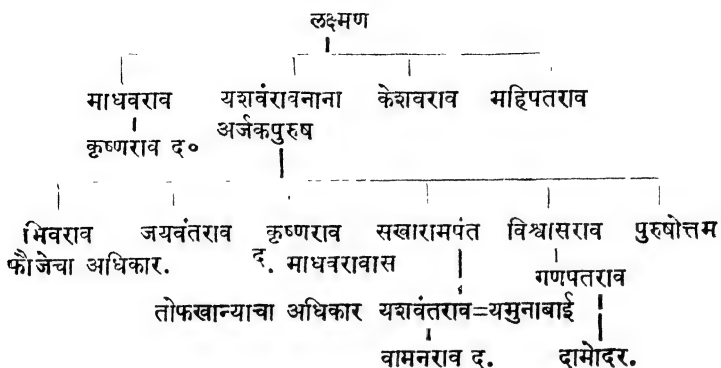 लक्ष्मण
माधवराव यशवंरावनाना केशवराव महिपतराव
अर्जकपुरुष
कृष्णराव द०
भिवराव जयवंतराव कृष्णराव सखारामपंत विश्वासराव पुरुषोत्तम
फौजेचा अधिकार. द. माधवरावास
गणपतराव
तोफखान्याचा अधिकार यशवंतराव=यमुनाबाई
वामनराव द. दामोदर.